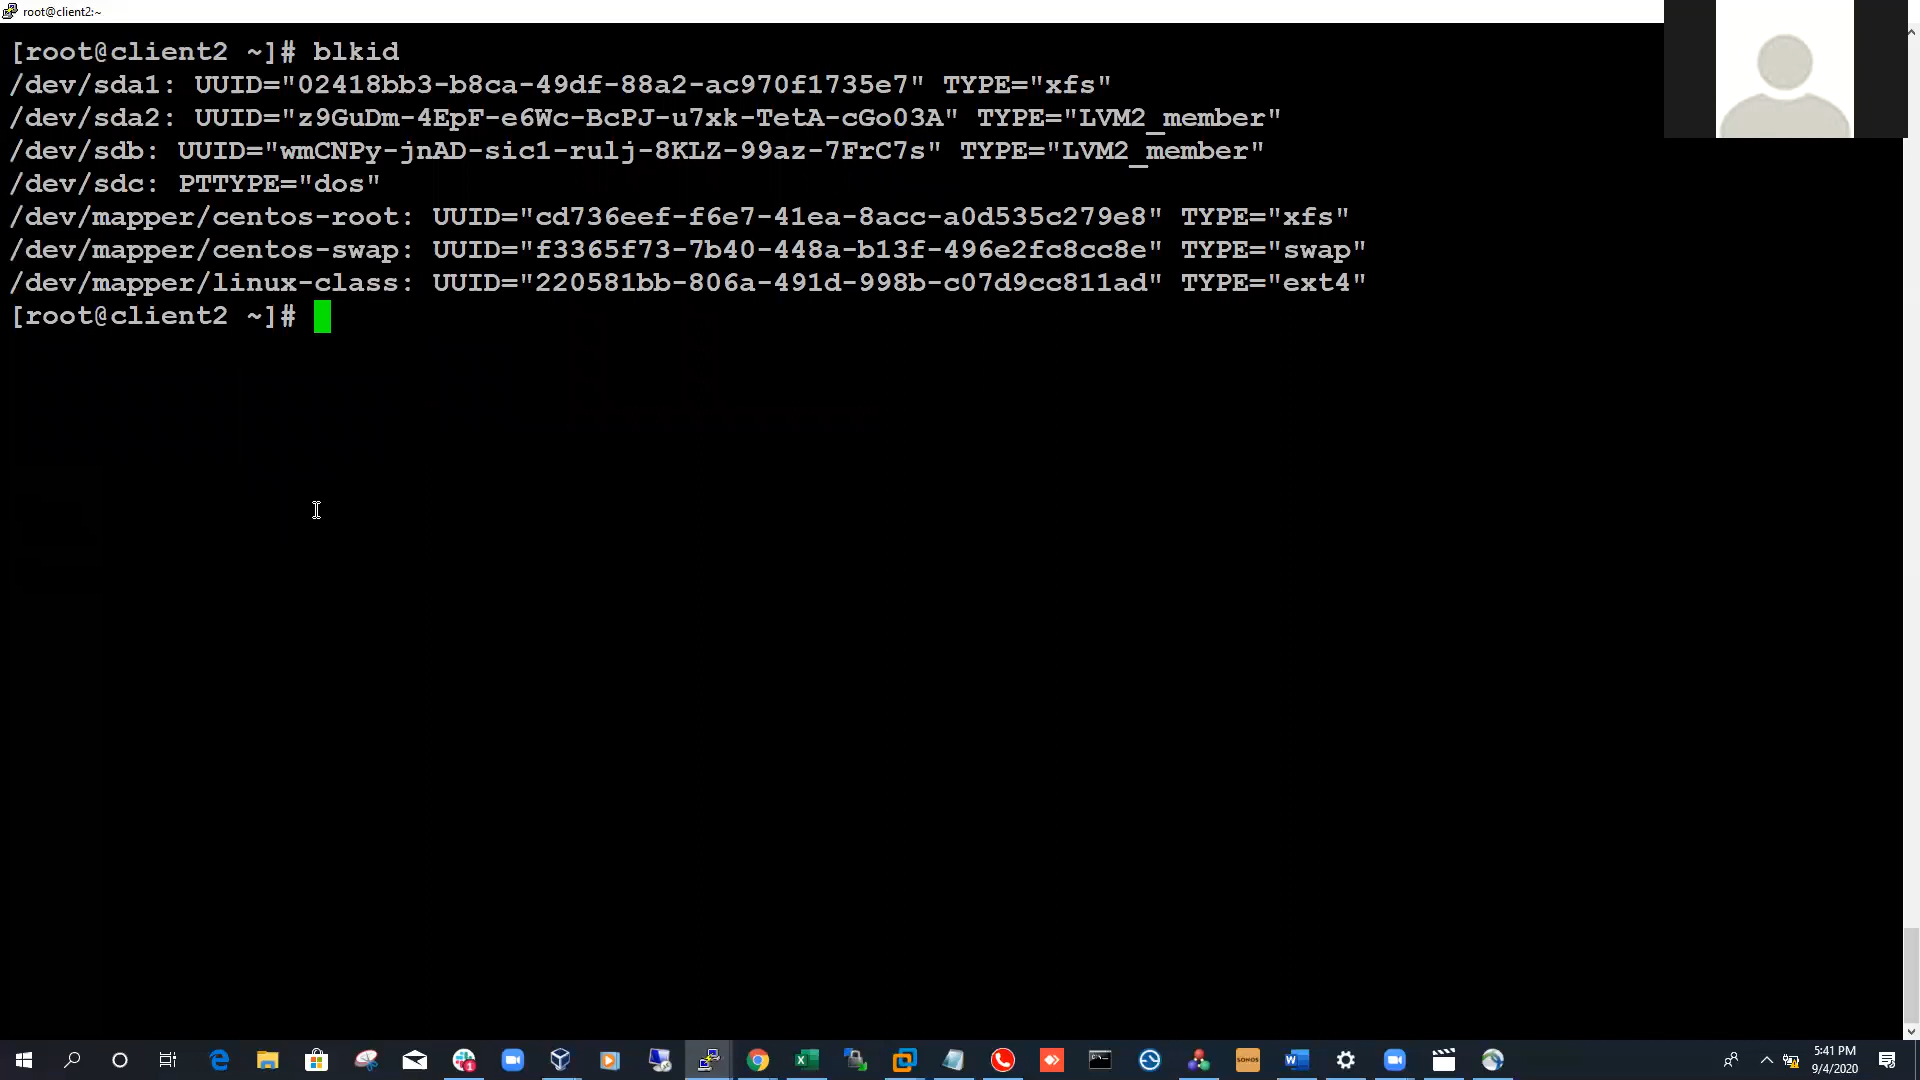 root@client2:~
[root@client2 ~]# blkid
/dev/sda1: UUID="02418bb3-b8ca-49df-88a2-ac970f1735e7" TYPE="xfs"
/dev/sda2: UUID="z9GuDm-4EpF-e6Wc-BcPJ-u7xk-TetA-cGo03A" TYPE="LVM2_member"
/dev/sdb: UUID="wmCNPy-jnAD-sic1-rulj-8KLZ-99az-7FrC7s" TYPE="LVM2_member"
/dev/sdc: PTTYPE="dos"
/dev/mapper/centos-root: UUID="cd736eef-f6e7-41ea-8acc-a0d535c279e8" TYPE="xfs"
/dev/mapper/centos-swap: UUID="f3365f73-7b40-448a-b13f-496e2fc8cc8e" TYPE="swap"
/dev/mapper/linux-class: UUID="220581bb-806a-491d-998b-c07d9cc811ad" TYPE="ext4"
[root@client2 ~]#
SONOS
5:41 PM
9/4/2020